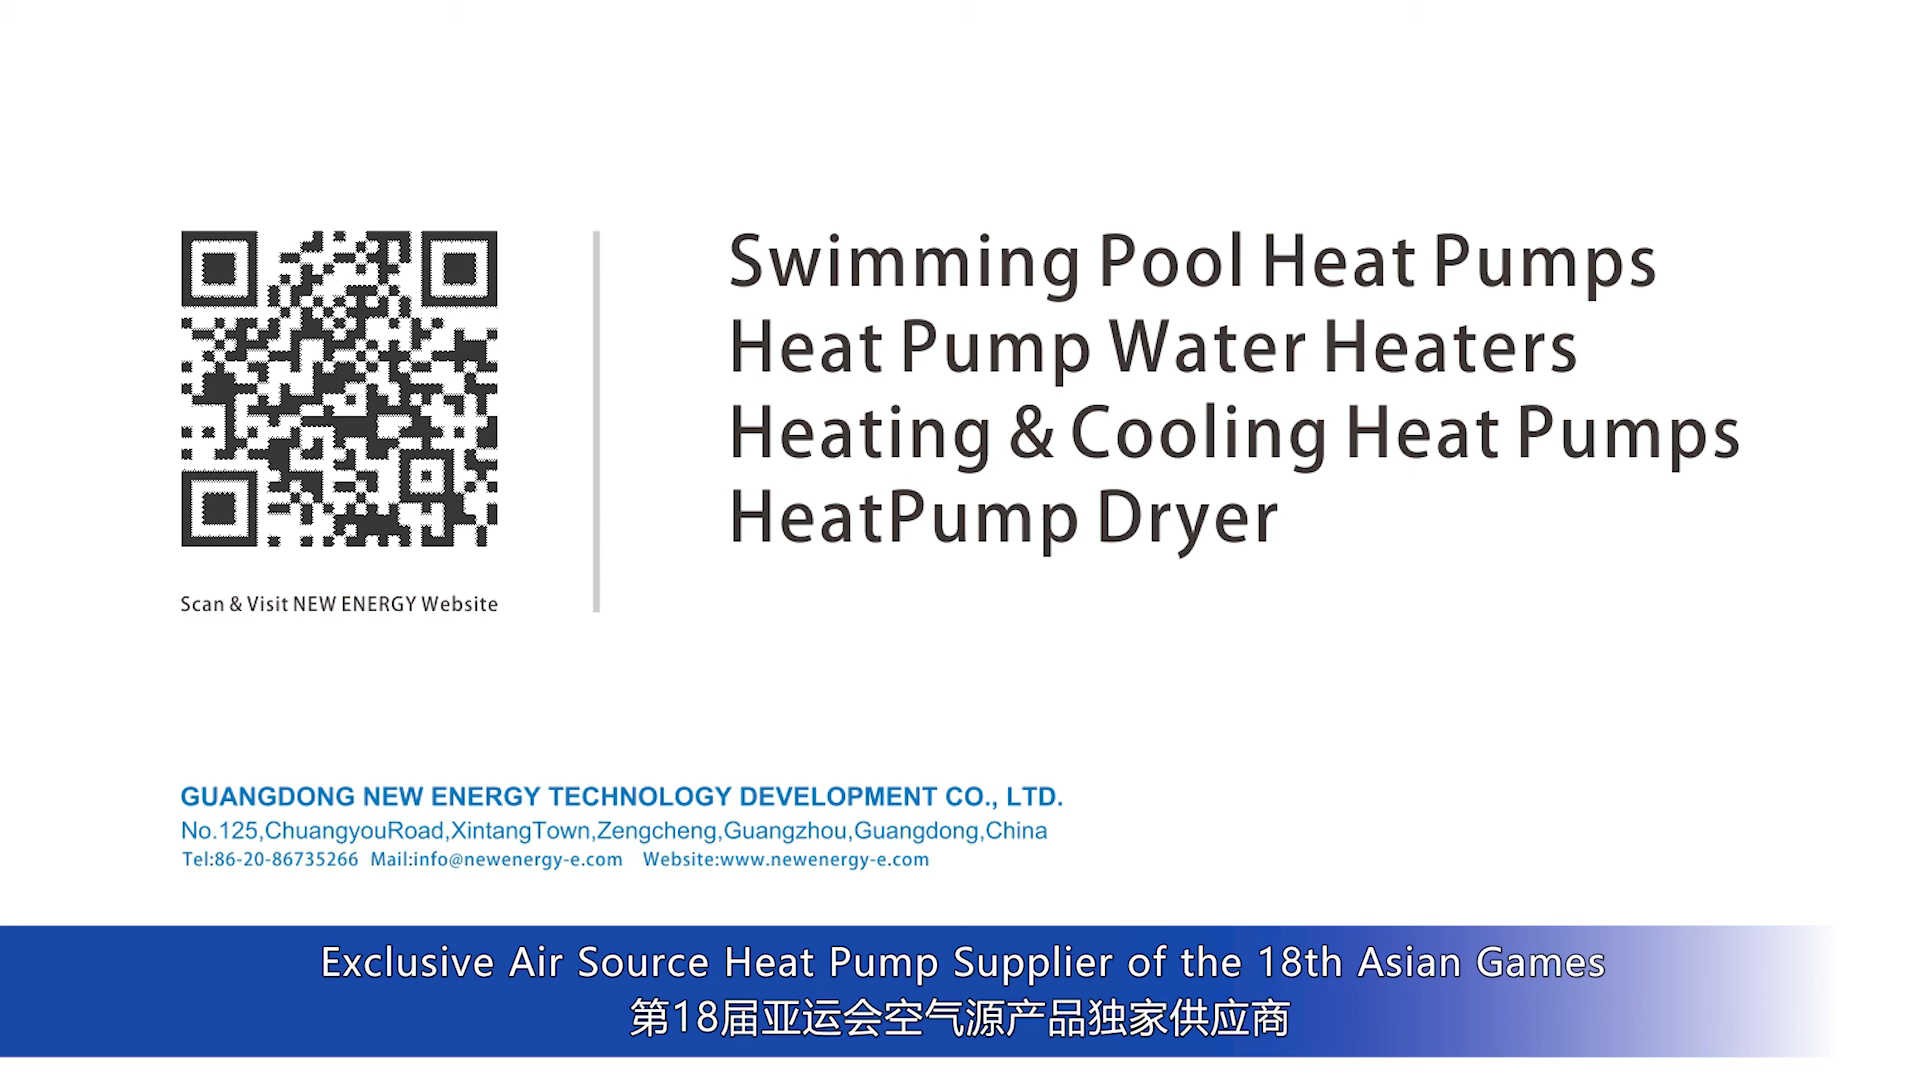 Swimming Pool Heat Pumps
Heat Pump Water Heaters
Heating & Cooling Heat Pumps
HeatPump Dryer
Scan & Visit NEW ENERGY Website
GUANGDONG NEW ENERGY TECHNOLOGY DEVELOPMENT CO., LTD.
No.125,ChuangyouRoad,XintangTown,Zengcheng,Guangzhou,Guangdong,China
Tel:86-20-86735266 Mail:info@newenergy-e.com Website:www.newenergy-e.com
Exclusive Air Source Heat Pump Supplier of the 18th Asian Games
第18届亚运会空气源产品独家供应商